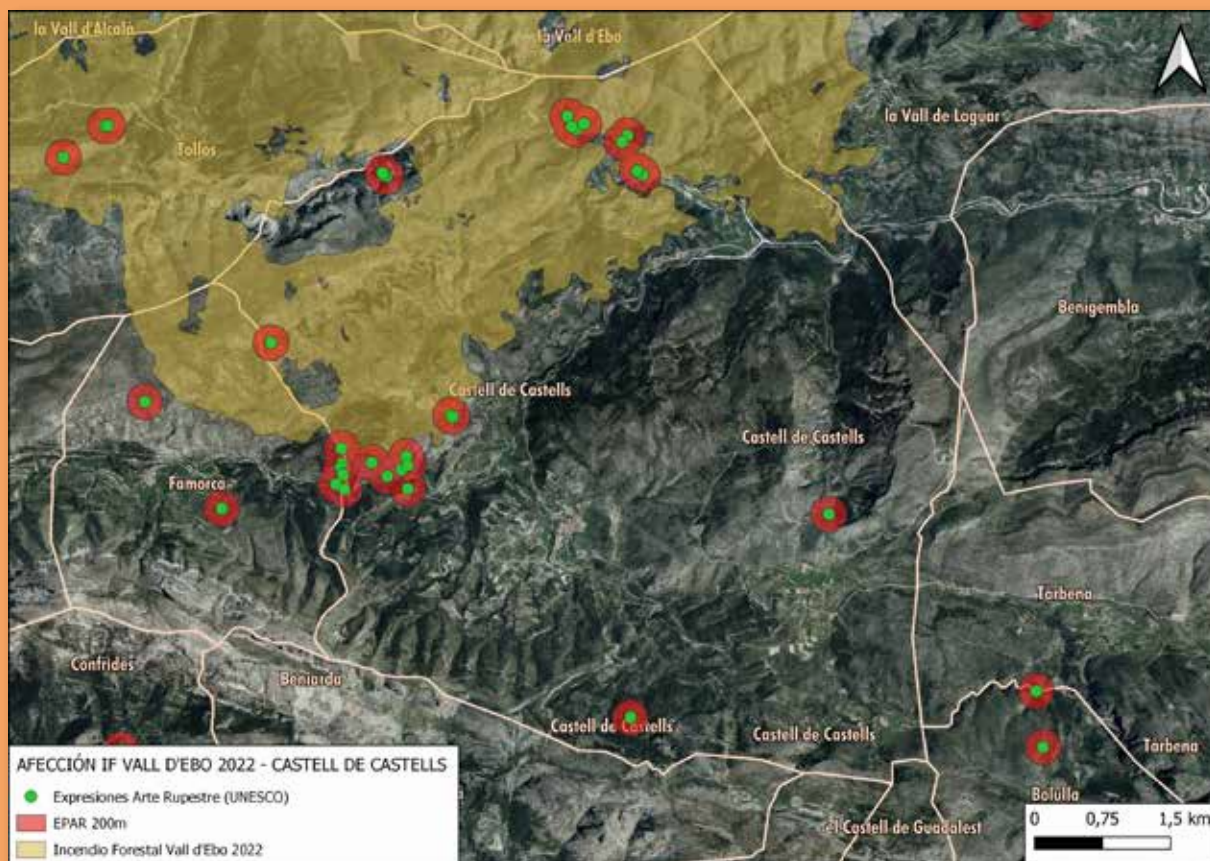 la Vall d'Alcalà
la Vall d'Ebo
la Vall de Laguar
Tollos
Benigembla
Castell de Castells
Castell de Castells
Famorca
Tàrbena
Confrides
Beniardà
Castell de Castells
Castell de Castells
Tàrbena
Bolulla
el Castell de Guadalest
AFECCIÓN IF VALL D'EBO 2022 - CASTELL DE CASTELLS
Expresiones Arte Rupestre (UNESCO)
EPAR 200m
Incendio Forestal Vall d'Ebo 2022
0 0,75 1,5 km